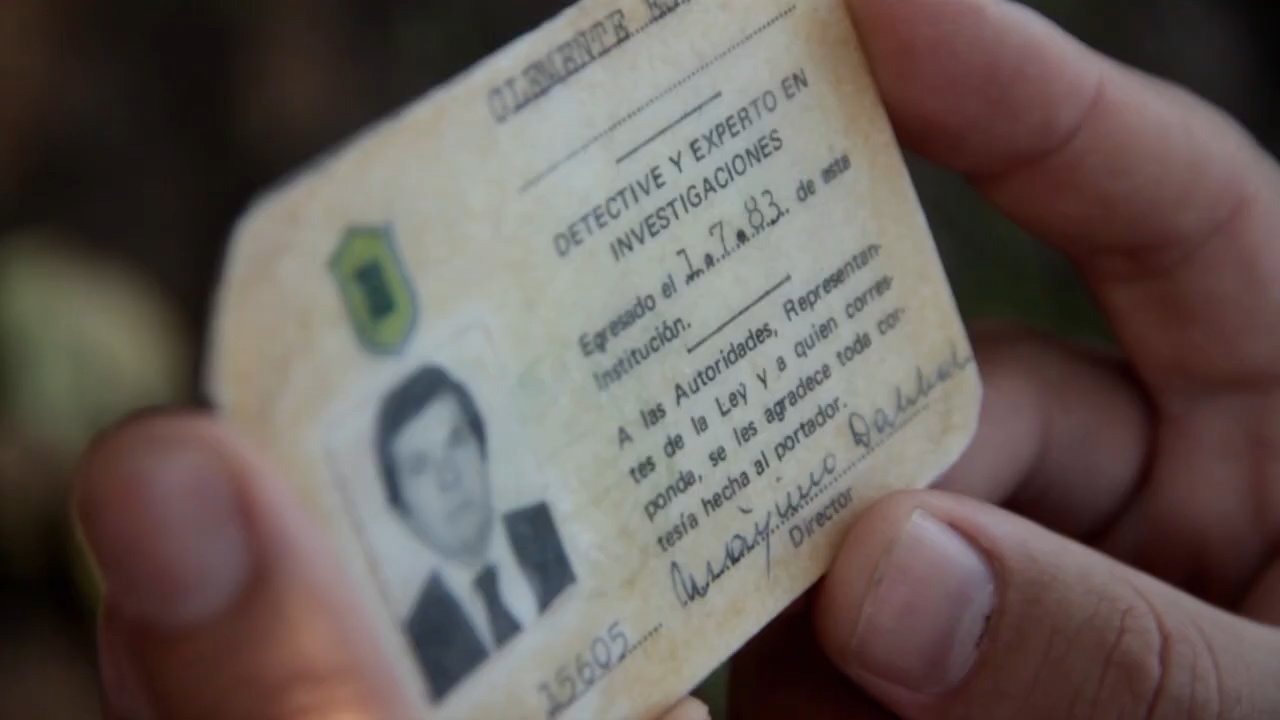 CLEMENTE
DETECTIVE Y EXPERTO EN
INVESTIGACIONES
Egresado el 1.7.83. de esta
Institución.
A las Autoridades, Representan-
tes de la Ley y a quien corres-
ponde, se les agradece toda cor-
tesía hecha al portador.
Director
15605